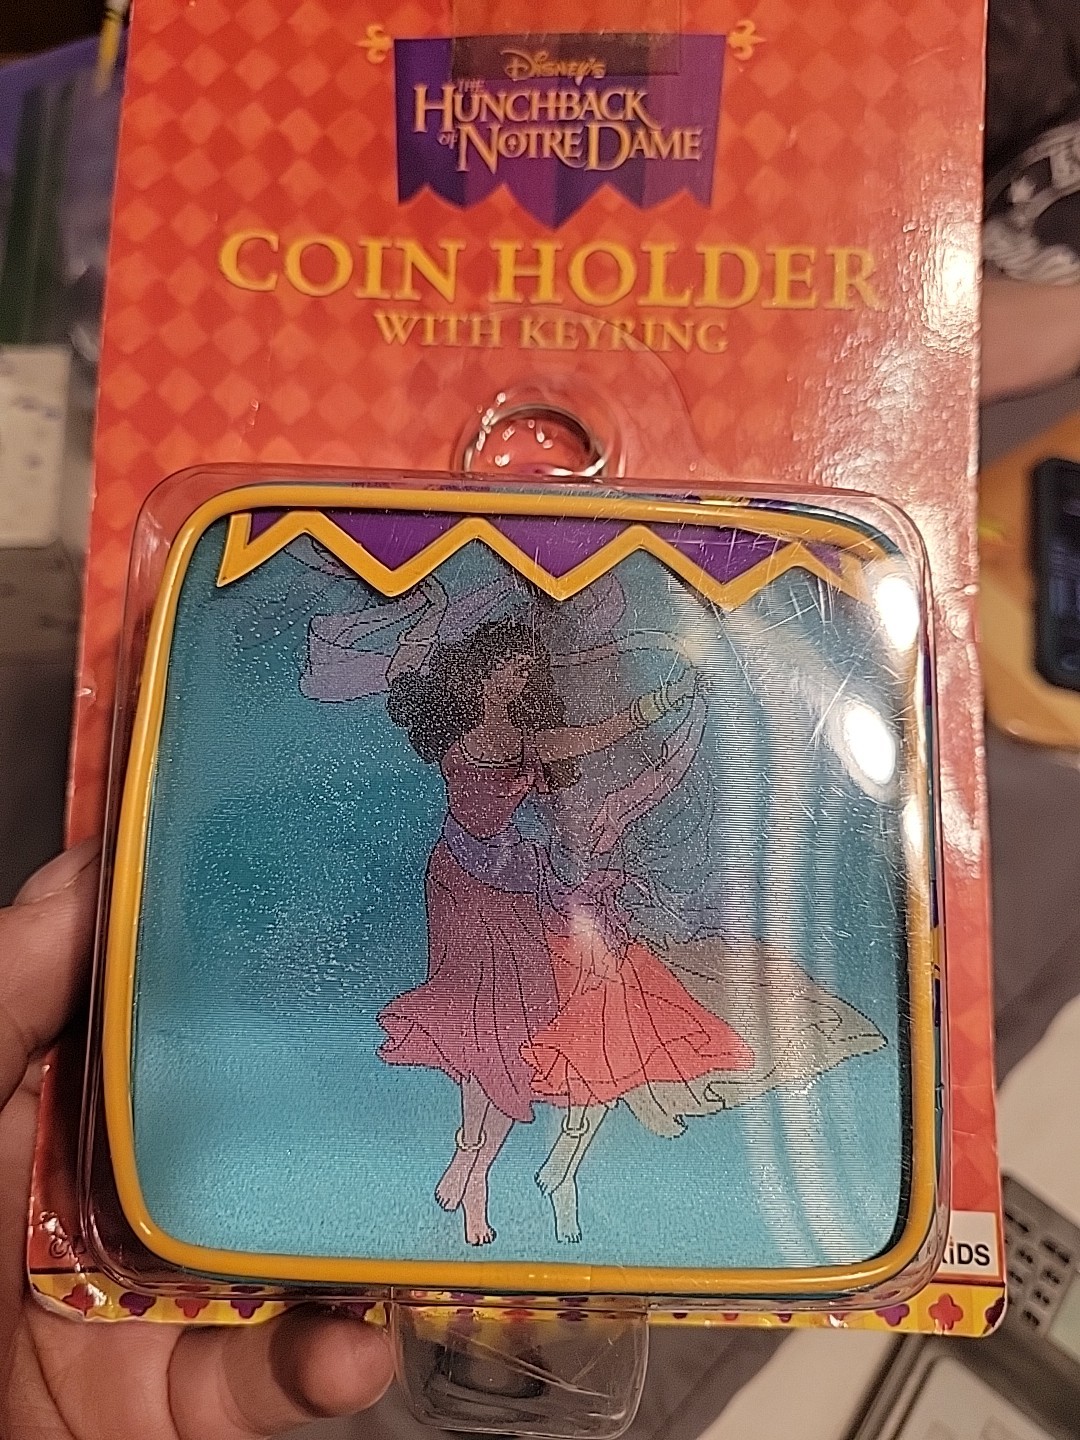 Disney's
THE
HUNCHBACK
OF NOTRE DAME
COIN HOLDER
WITH KEYRING
KIDS